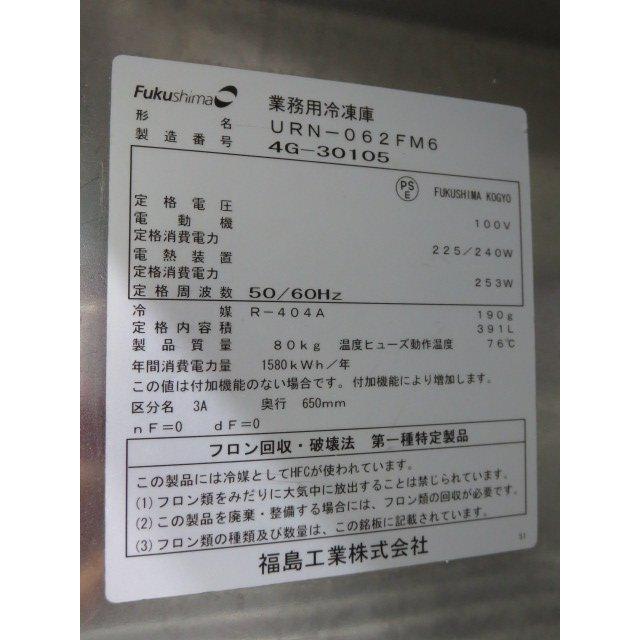 Fukushima 業務用冷凍庫
形名 URN-062FM6
製造番号 4G-30105
PSE FUKUSHIMA KOGYO
定格電圧 100V
電動機
定格消費電力 225/240W
電熱装置
定格消費電力 253W
定格周波数 50/60Hz
冷媒 R-404A 190g
定格内容積 391L
製品質量 80kg 温度ヒューズ動作温度 76℃
年間消費電力量 1580kWh/年
この値は付加機能のない場合です。付加機能により増加します。
区分名 3A 奥行 650mm
nF=0 dF=0
フロン回収・破壊法 第一種特定製品
この製品には冷媒としてHFCが使われています。
(1) フロン類をみだりに大気中に放出することは禁じられています。
(2) この製品を廃棄・整備する場合には、フロン類の回収が必要です。
(3) フロン類の種類及び数量は、この銘板に記載されています。
福島工業株式会社